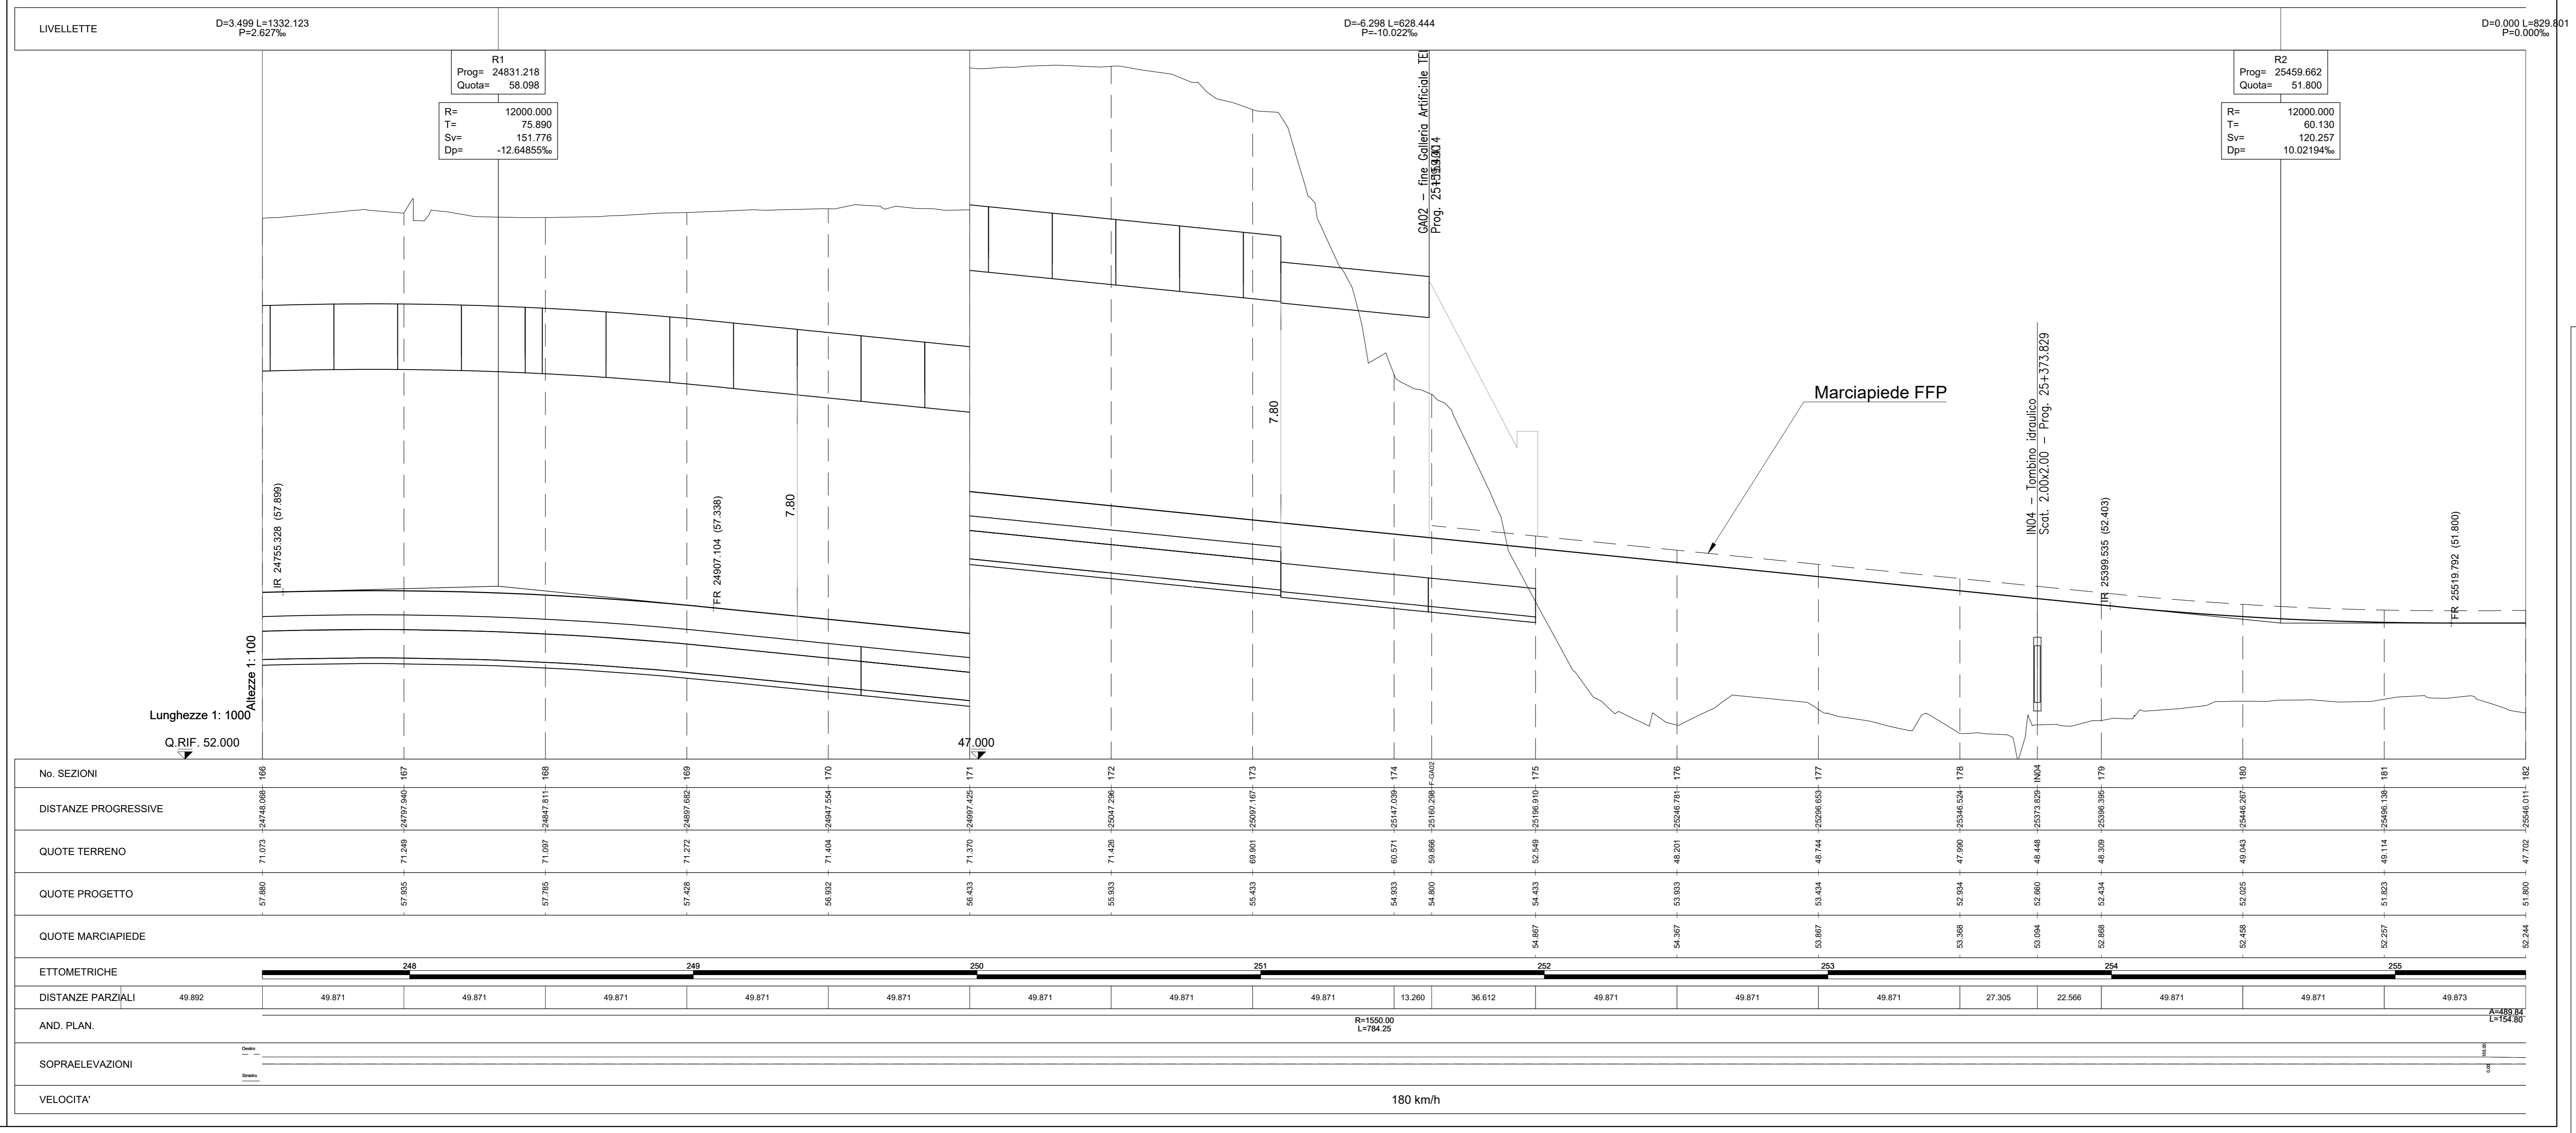 LIVELLETTE
D=3.499 L=1332.123
P=2.627‰
D=-6.298 L=628.444
P=-10.022‰
D=0.000 L=829.801
P=0.000‰
R1
Prog= 24831.218
Quota= 58.098
R= 12000.000
T= 75.890
Sv= 151.776
Dp= -12.64855‰
R2
Prog= 25459.662
Quota= 51.800
R= 12000.000
T= 60.130
Sv= 120.257
Dp= 10.02194‰
GA02 - fine Galleria Artificiale
Prog.
IR 24755.328 (57.899)
FR 24907.104 (57.338)
7.80
7.80
Marciapiede FFP
IN04 - Tombino idraulico
Scat. 2.00x2.00 - Prog. 25+373.829
IR 25399.535 (52.403)
FR 25519.792 (51.800)
Altezze 1: 100
Lunghezze 1: 1000
Q.RIF. 52.000
47.000
No. SEZIONI 166 167 168 169 170 171 172 173 174 F-GA02 175 176 177 178 IN04 179 180 181 182
DISTANZE PROGRESSIVE 24748.068 24797.940 24847.811 24897.682 24947.554 24997.425 25047.296 25097.167 25147.039 25160.298 25196.910 25246.781 25296.653 25346.524 25373.829 25396.395 25446.267 25496.138 25546.011
QUOTE TERRENO 71.073 71.249 71.097 71.272 71.404 71.370 71.426 69.901 60.571 59.866 52.549 48.201 48.744 47.990 48.448 48.309 49.043 49.114 47.702
QUOTE PROGETTO 57.880 57.935 57.785 57.428 56.932 56.433 55.933 55.433 54.933 54.800 54.433 53.933 53.434 52.934 52.660 52.434 52.025 51.823 51.800
QUOTE MARCIAPIEDE 54.867 54.367 53.867 53.368 53.094 52.868 52.458 52.257 52.244
ETTOMETRICHE 248 249 250 251 252 253 254 255
DISTANZE PARZIALI 49.892 49.871 49.871 49.871 49.871 49.871 49.871 49.871 49.871 13.260 36.612 49.871 49.871 49.871 27.305 22.566 49.871 49.871 49.873
AND. PLAN.
R=1550.00
L=784.25
A=489.84
L=154.80
SOPRAELEVAZIONI
Destro
Sinistro
155.00
0.00
VELOCITA' 180 km/h